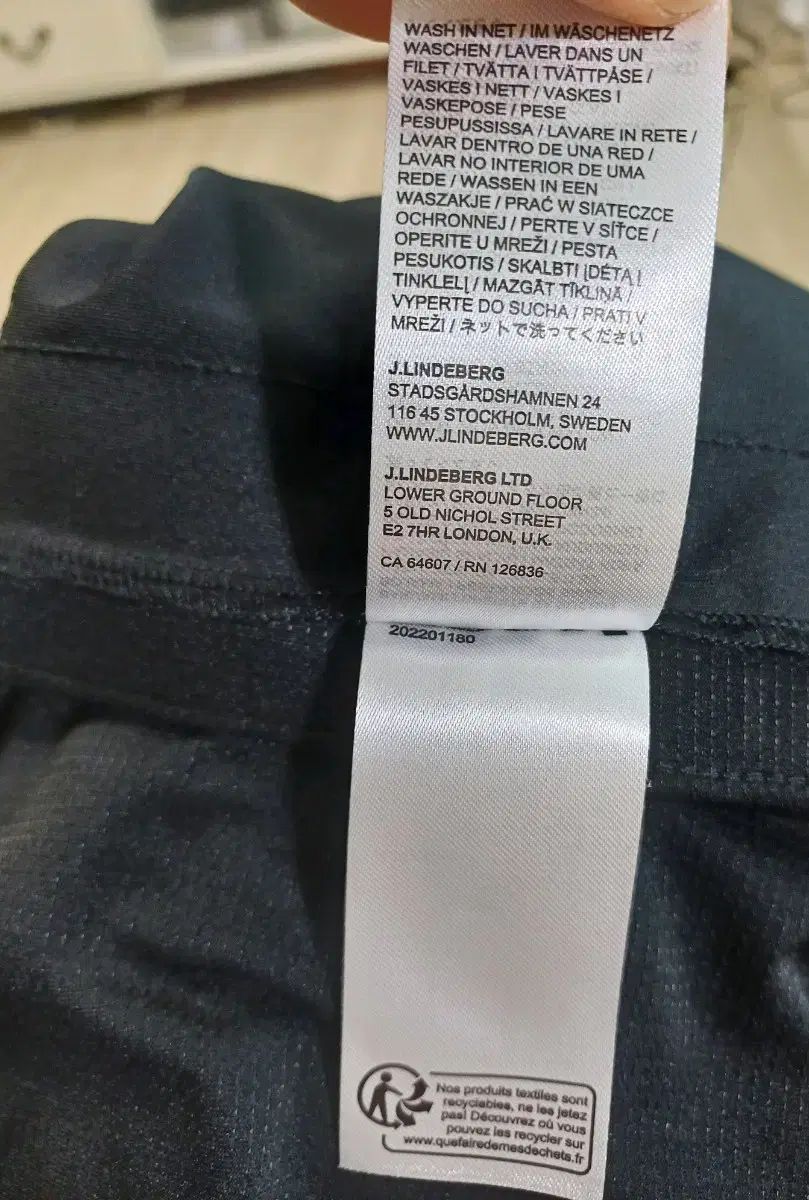 WASH IN NET / IM WÄSCHENETZ
WASCHEN / LAVER DANS UN
FILET / TVÄTTA I TVÄTTPÅSE /
VASKES I NETT / VASKES I
VASKEPOSE / PESE
PESUPUSSISSA / LAVARE IN RETE /
LAVAR DENTRO DE UNA RED /
LAVAR NO INTERIOR DE UMA
REDE / WASSEN IN EEN
WASZAKJE / PRAĆ W SIATECZCE
OCHRONNEJ / PERTE V SÍŤCE /
OPERITE U MREŽI / PESTA
PESUKOTIS / SKALBTI ĮDĖTĄ Į
TINKLELĮ / MAZGĀT TĪKLIŅĀ /
VYPERTE DO SUCHA / PRATI V
MREŽI / ネットで洗ってください
J.LINDEBERG
STADSGÅRDSHAMNEN 24
116 45 STOCKHOLM, SWEDEN
WWW.JLINDEBERG.COM
J.LINDEBERG LTD
LOWER GROUND FLOOR
5 OLD NICHOL STREET
E2 7HR LONDON, U.K.
CA 64607 / RN 126836
202201180
Nos produits textiles sont
recyclables, ne les jetez
pas! Découvrez où vous
pouvez les recycler sur
www.quefairedemesdechets.fr